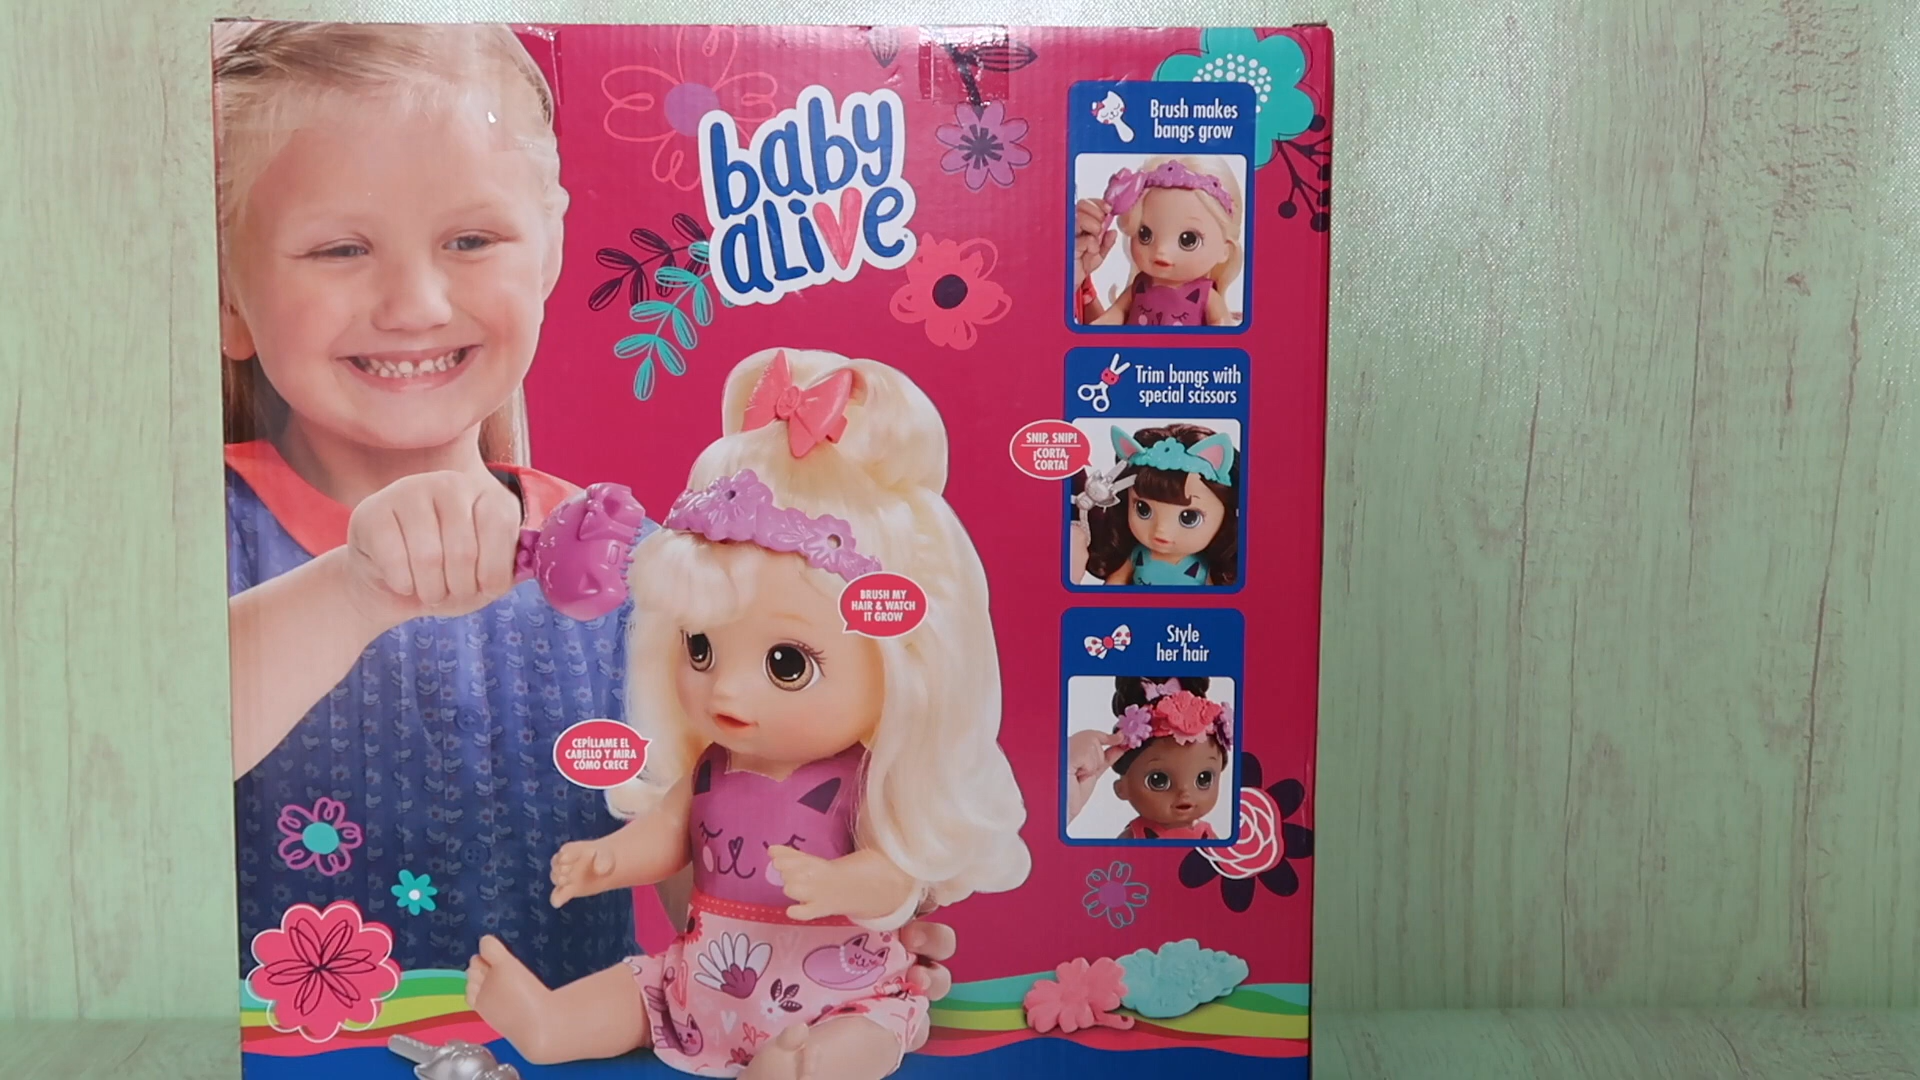 baby
alive
Brush makes
bangs grow
Trim bangs with
special scissors
SNIP, SNIP!
¡CORTA,
CORTA!
BRUSH MY
HAIR & WATCH
IT GROW
Style
her hair
CEPÍLLAME EL
CABELLO Y MIRA
CÓMO CRECE